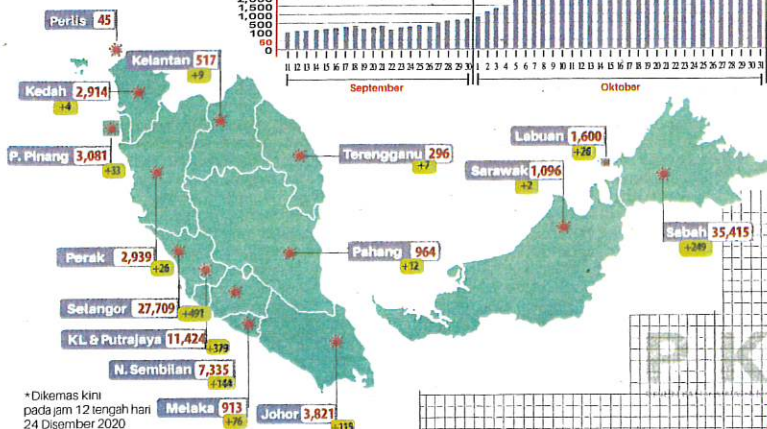 2,000
1,500
1,000
500
50
0
11 12 13 14 15 16 17 18 19 20 21 22 23 24 25 26 27 28 29 30 1 2 3 4 5 6 7 8 9 10 11 12 13 14 15 16 17 18 19 20 21 22 23 24 25 26 27 28 29 30 31
September
Oktober
Perlis 45
Kelantan 517
+9
Kedah 2,914
+4
P. Pinang 3,081
+33
Terengganu 296
+7
Labuan 1,600
+26
Sarawak 1,096
+2
Sabah 35,415
+249
Perak 2,939
+26
Pahang 964
+12
Selangor 27,709
+491
KL & Putrajaya 11,424
+379
N. Sembilan 7,335
+144
Melaka 913
+76
Johor 3,821
*Dikemas kini
pada jam 12 tengah hari
24 Disember 2020
PK